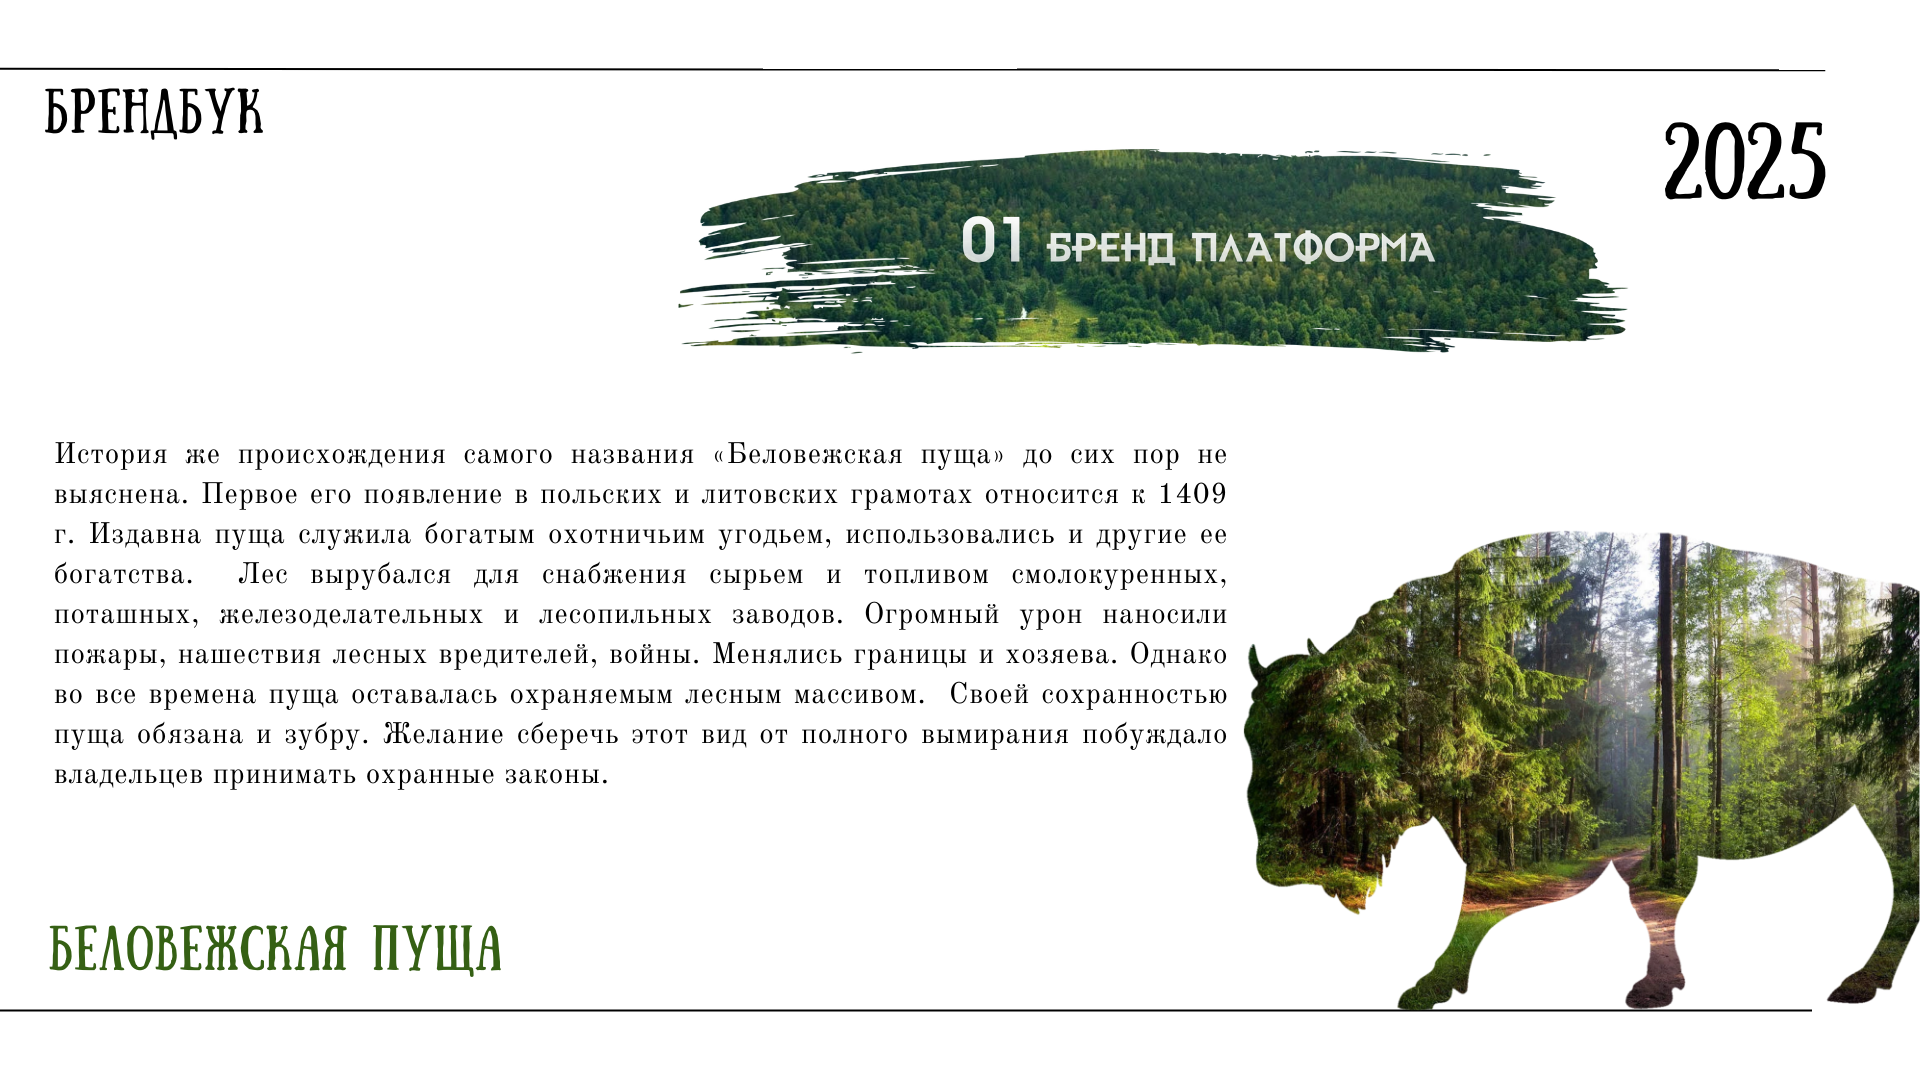 БРЕНДБУК
2025
01 БРЕНД ПЛАТФОРМА
История же происхождения самого названия «Беловежская пуща» до сих пор не
выяснена. Первое его появление в польских и литовских грамотах относится к 1409
г. Издавна пуща служила богатым охотничьим угодьем, использовались и другие ее
богатства. Лес вырубался для снабжения сырьем и топливом смолокуренных,
поташных, железоделательных и лесопильных заводов. Огромный урон наносили
пожары, нашествия лесных вредителей, войны. Менялись границы и хозяева. Однако
во все времена пуща оставалась охраняемым лесным массивом. Своей сохранностью
пуща обязана и зубру. Желание сберечь этот вид от полного вымирания побуждало
владельцев принимать охранные законы.
БЕЛОВЕЖСКАЯ ПУЩА